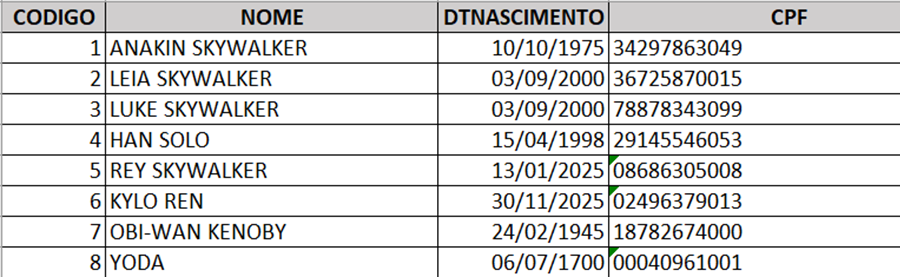 CODIGO NOME DTNASCIMENTO CPF
1 ANAKIN SKYWALKER 10/10/1975 34297863049
2 LEIA SKYWALKER 03/09/2000 36725870015
3 LUKE SKYWALKER 03/09/2000 78878343099
4 HAN SOLO 15/04/1998 29145546053
5 REY SKYWALKER 13/01/2025 08686305008
6 KYLO REN 30/11/2025 02496379013
7 OBI-WAN KENOBY 24/02/1945 18782674000
8 YODA 06/07/1700 00040961001